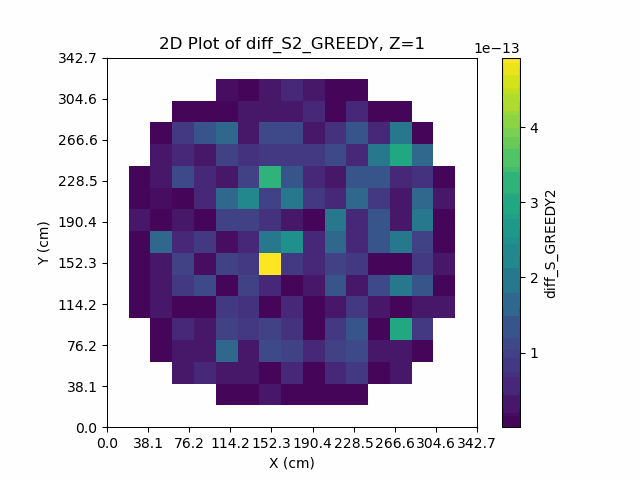 2D Plot of diff_S2_GREEDY, Z=1
1e−13
342.7
304.6
266.6
228.5
190.4
152.3
114.2
76.2
38.1
0.0
Y (cm)
0.0 38.1 76.2 114.2 152.3 190.4 228.5 266.6 304.6 342.7
X (cm)
4
3
2
1
diff_S_GREEDY2